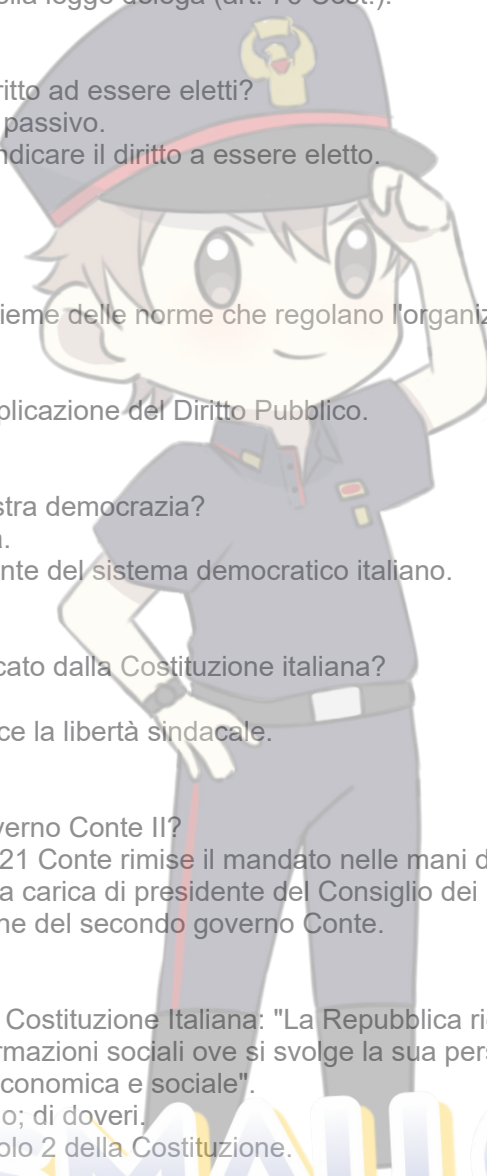 lla legge delega (art. 76 Cost.).
ritto ad essere eletti?
passivo.
ndicare il diritto a essere eletto.
ieme delle norme che regolano l'organiz
plicazione del Diritto Pubblico.
stra democrazia?
a.
nte del sistema democratico italiano.
cato dalla Costituzione italiana?
ce la libertà sindacale.
verno Conte II?
21 Conte rimise il mandato nelle mani d
a carica di presidente del Consiglio dei
ne del secondo governo Conte.
Costituzione Italiana: "La Repubblica ri
rmazioni sociali ove si svolge la sua per
conomica e sociale".
o; di doveri.
olo 2 della Costituzione.